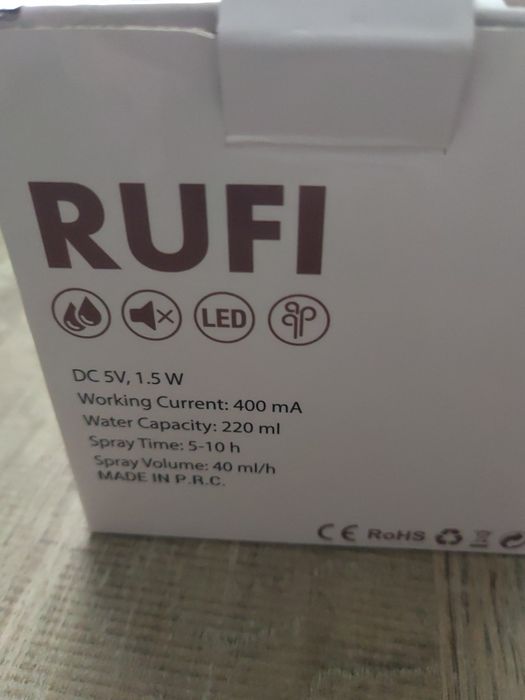 RUFI
LED
DC 5V, 1.5 W
Working Current: 400 mA
Water Capacity: 220 ml
Spray Time: 5-10 h
Spray Volume: 40 ml/h
MADE IN P.R.C.
CE RoHS